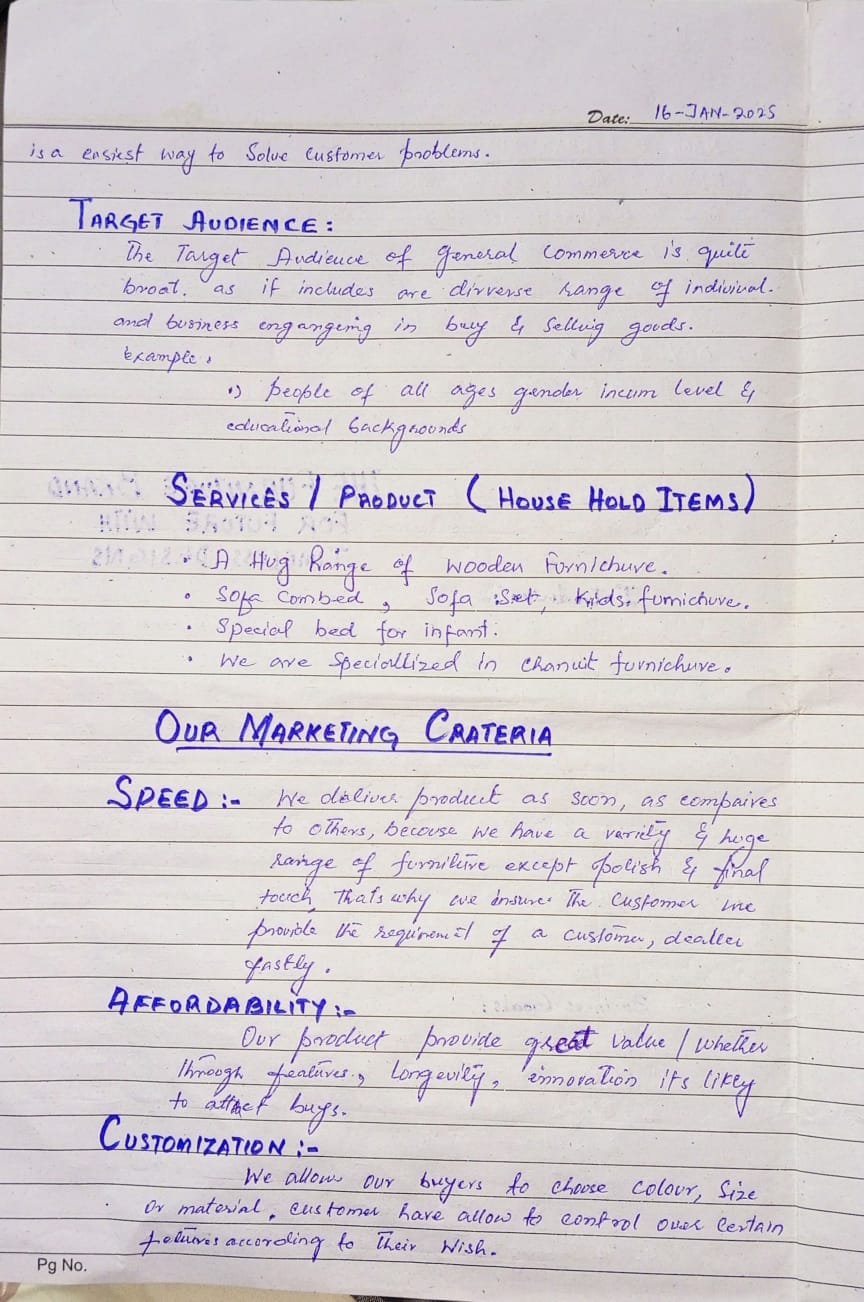 Date: 16-JAN-2025
is a easiest way to Solve Customer problems.
TARGET AUDIENCE:
The Target Audience of general Commerce is quite
broat. as if includes are dirverse range of indiviual.
and business engangeing in buy & Selling goods.
Example,
1) people of all ages gender incum level &
educational backgrounds
SERVICES / PRODUCT ( HOUSE HOLD ITEMS)
• A Hug Range of wooden Furnichure.
• Sofa Combed, Sofa Set, Kids. furnichure.
• Special bed for infant.
• We are Speciallized in furnichure.
OUR MARKETING CRATERIA
SPEED :- We deliver product as soon, as compaires
to others, becouse we have a variety & huge
range of furniture except polish & final
touch, That's why we insure. The Customer we
provide the requirement of a customer, dealler
fastly.
AFFORDABILITY :-
Our product provide great value / whether
Through features, longevity, innovation its likey
to attract buys.
CUSTOMIZATION :-
We allow our buyers to choose colour, Size
Or material, customer have allow to control over certain
according to Their Wish.
Pg No.